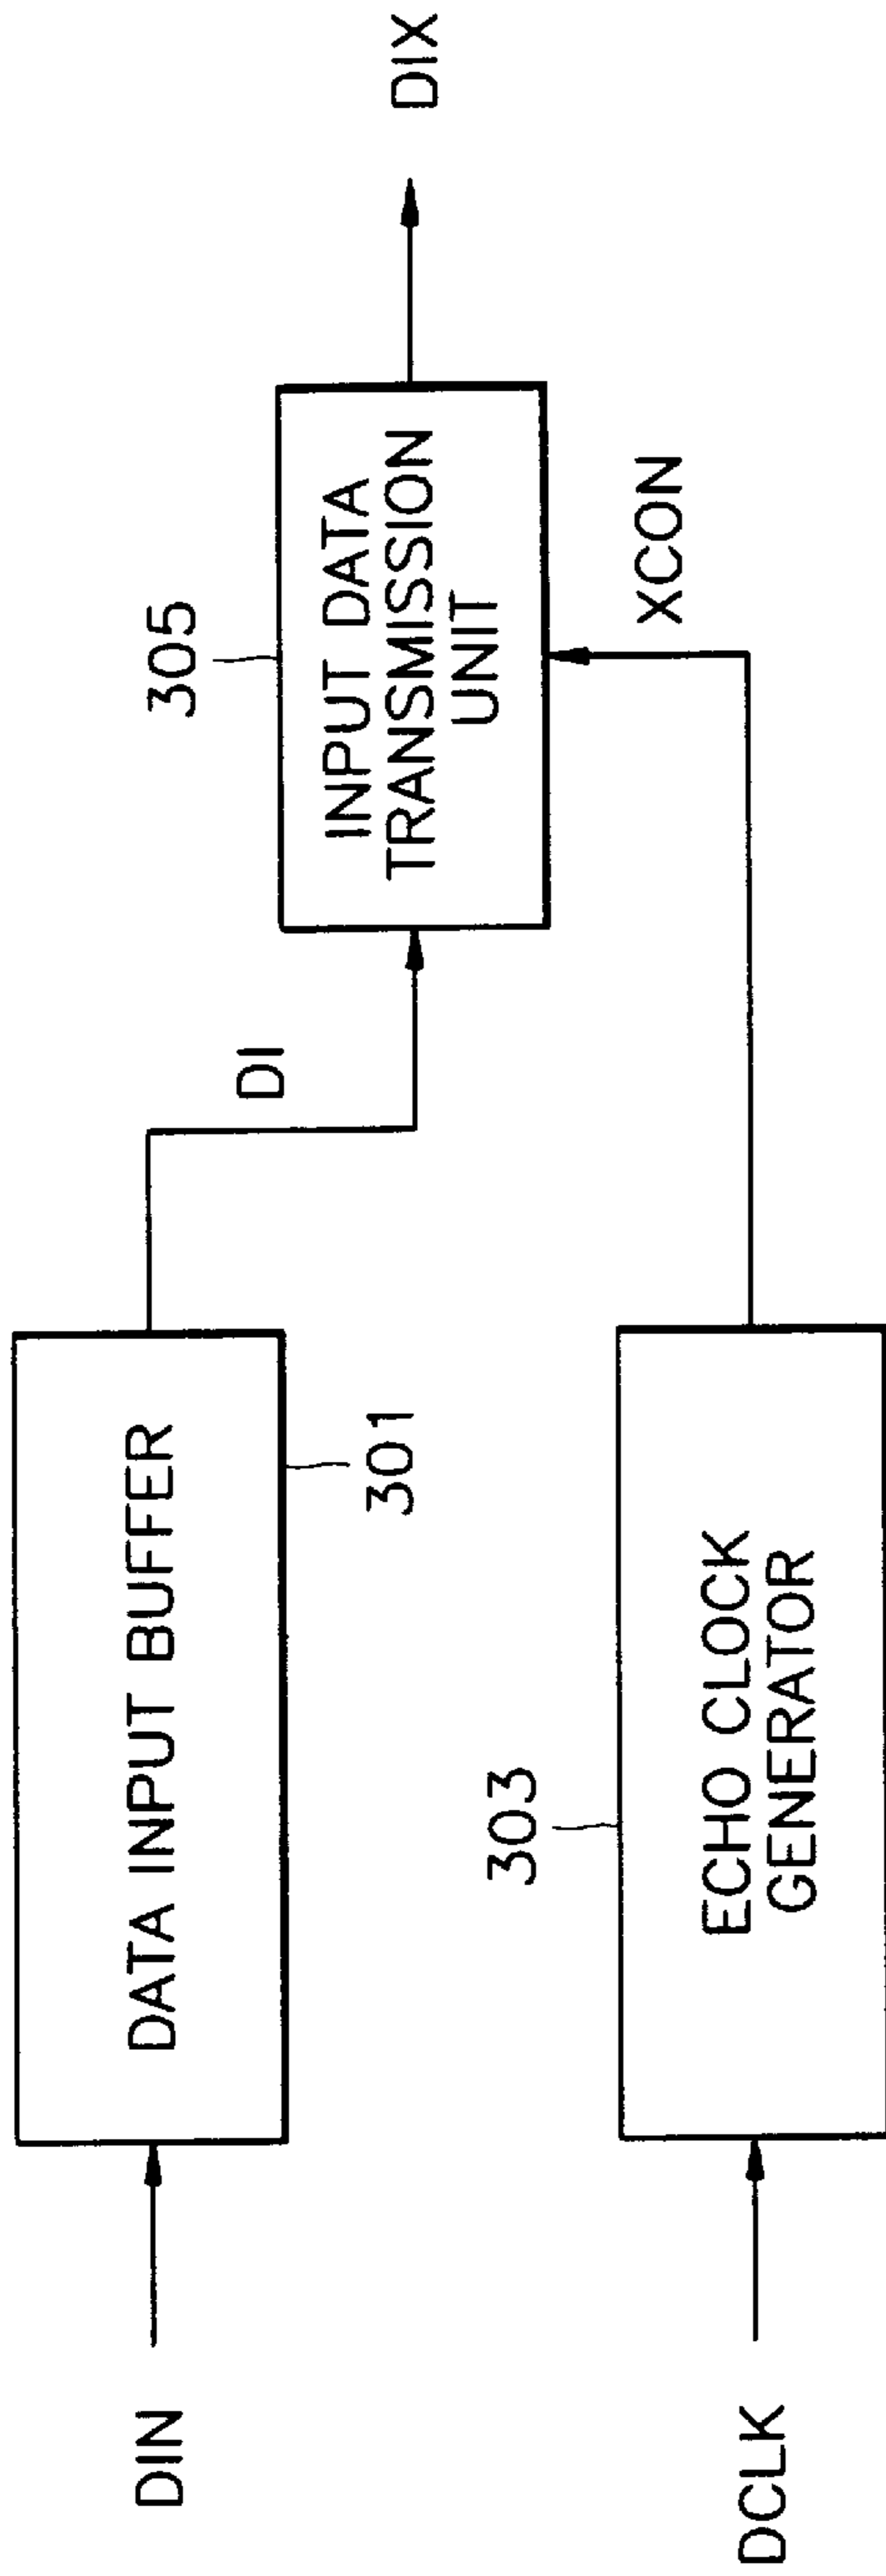 DIN
DATA INPUT BUFFER
301
DI
305
INPUT DATA
TRANSMISSION
UNIT
DIX
XCON
DCLK
303
ECHO CLOCK
GENERATOR